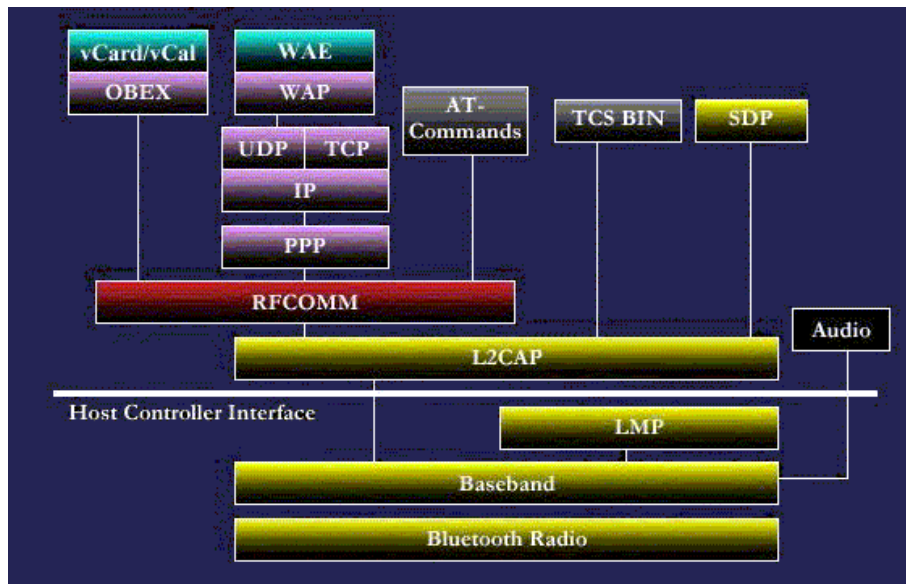 vCard/vCal
OBEX
WAE
WAP
UDP TCP
IP
PPP
AT-
Commands
TCS BIN
SDP
RFCOMM
Audio
L2CAP
Host Controller Interface
LMP
Baseband
Bluetooth Radio